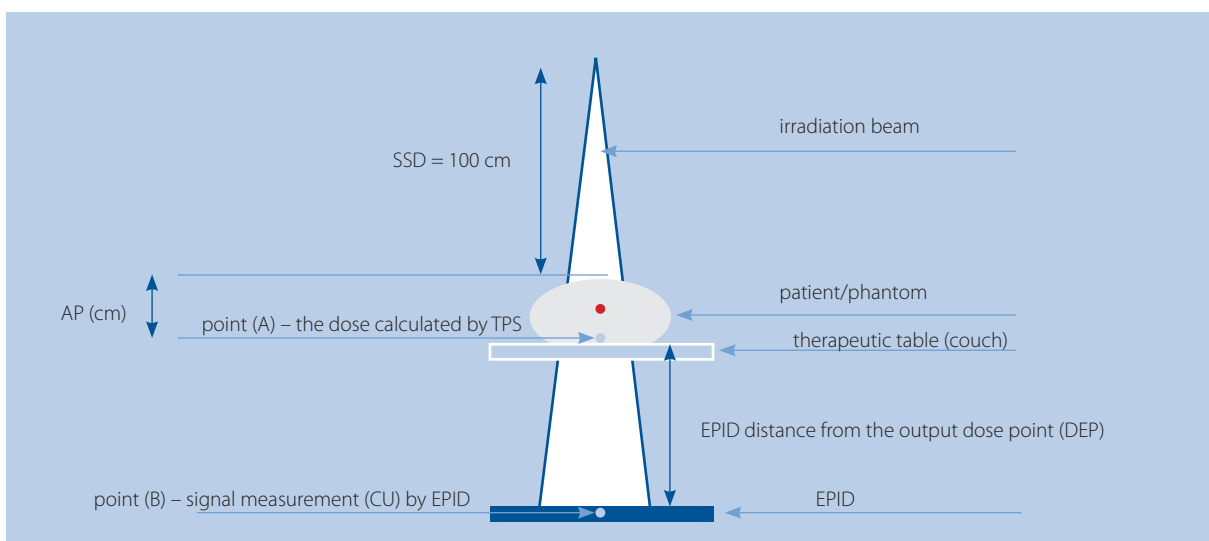 irradiation beam
SSD = 100 cm
patient/phantom
AP (cm)
point (A) – the dose calculated by TPS
therapeutic table (couch)
EPID distance from the output dose point (DEP)
point (B) – signal measurement (CU) by EPID
EPID